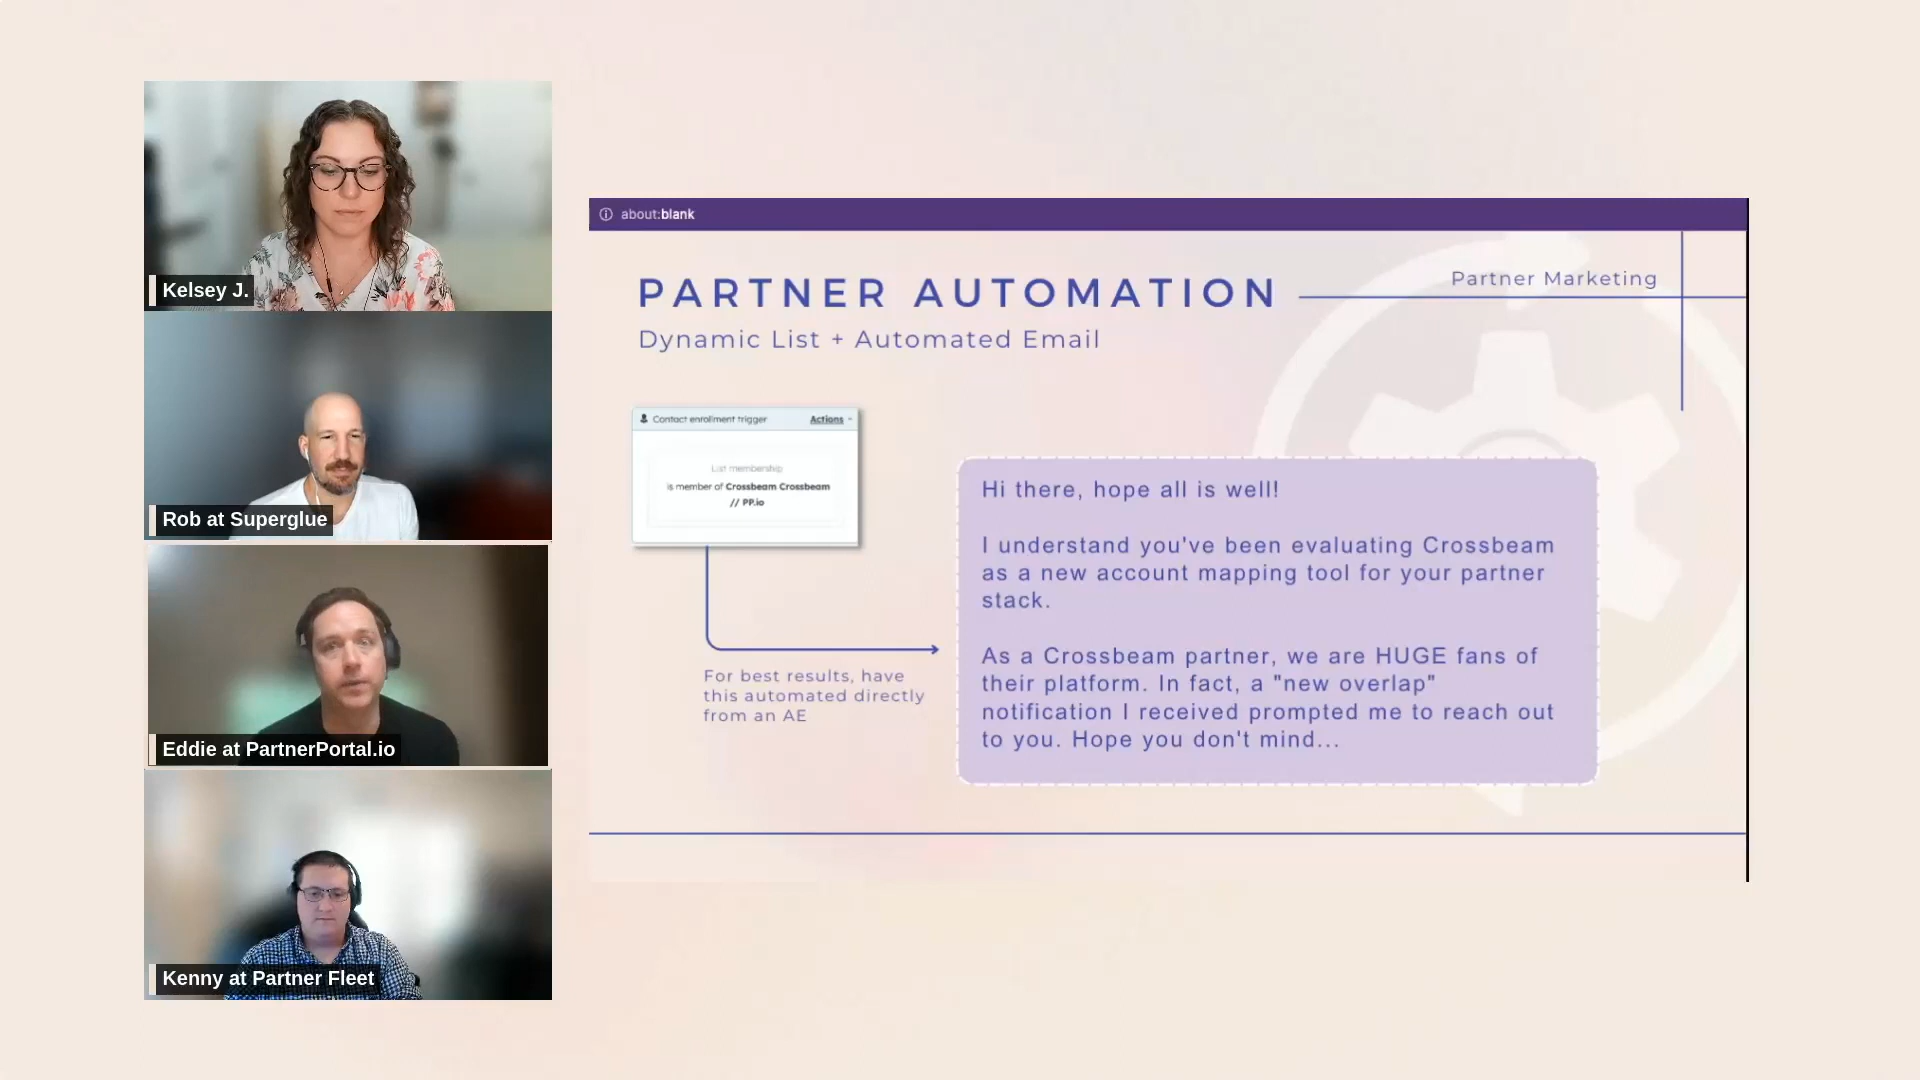 Kelsey J.
Rob at Superglue
Eddie at PartnerPortal.io
Kenny at Partner Fleet
about:blank
PARTNER AUTOMATION
Partner Marketing
Dynamic List + Automated Email
Contact enrollment trigger
Actions
List membership
is member of Crossbeam Crossbeam
// PP.io
For best results, have
this automated directly
from an AE
Hi there, hope all is well!
I understand you've been evaluating Crossbeam
as a new account mapping tool for your partner
stack.
As a Crossbeam partner, we are HUGE fans of
their platform. In fact, a "new overlap"
notification I received prompted me to reach out
to you. Hope you don't mind...